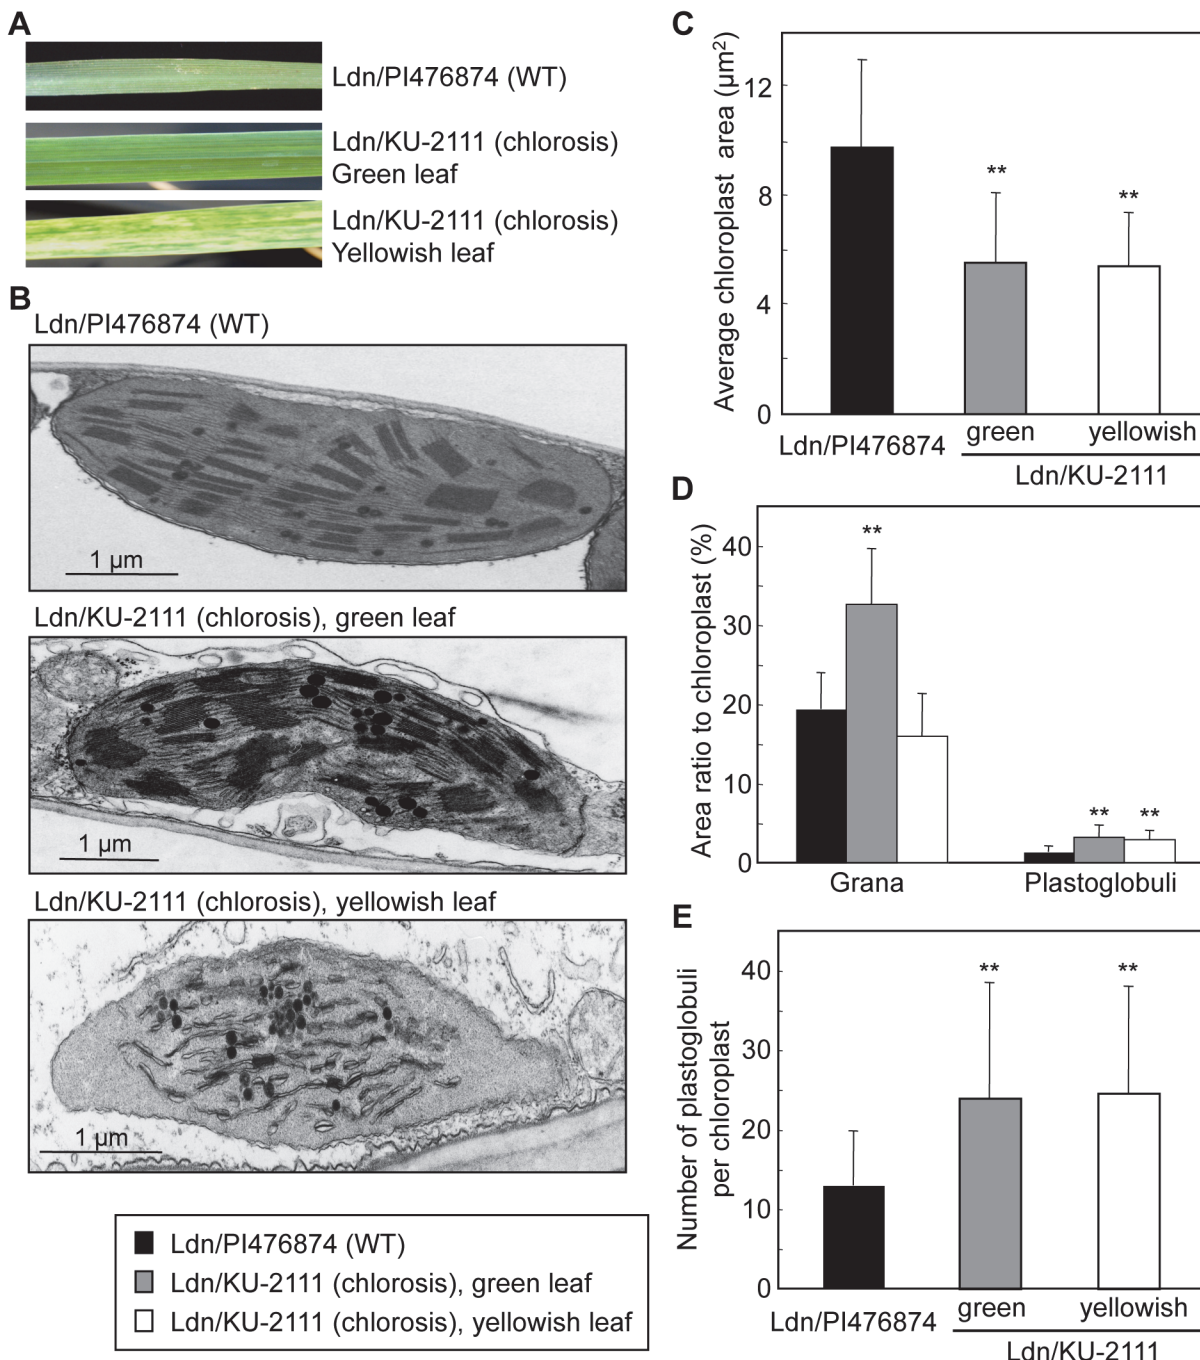 A
Ldn/PI476874 (WT)
Ldn/KU-2111 (chlorosis)
Green leaf
Ldn/KU-2111 (chlorosis)
Yellowish leaf
B
Ldn/PI476874 (WT)
1 µm
Ldn/KU-2111 (chlorosis), green leaf
1 µm
Ldn/KU-2111 (chlorosis), yellowish leaf
1 µm
Ldn/PI476874 (WT)
Ldn/KU-2111 (chlorosis), green leaf
Ldn/KU-2111 (chlorosis), yellowish leaf
C
Average chloroplast area (µm²)
12
8
4
0
**
**
Ldn/PI476874
green
yellowish
Ldn/KU-2111
D
Area ratio to chloroplast (%)
40
30
20
10
0
**
**
**
Grana
Plastoglobuli
E
Number of plastoglobuli
per chloroplast
40
30
20
10
0
**
**
Ldn/PI476874
green
yellowish
Ldn/KU-2111